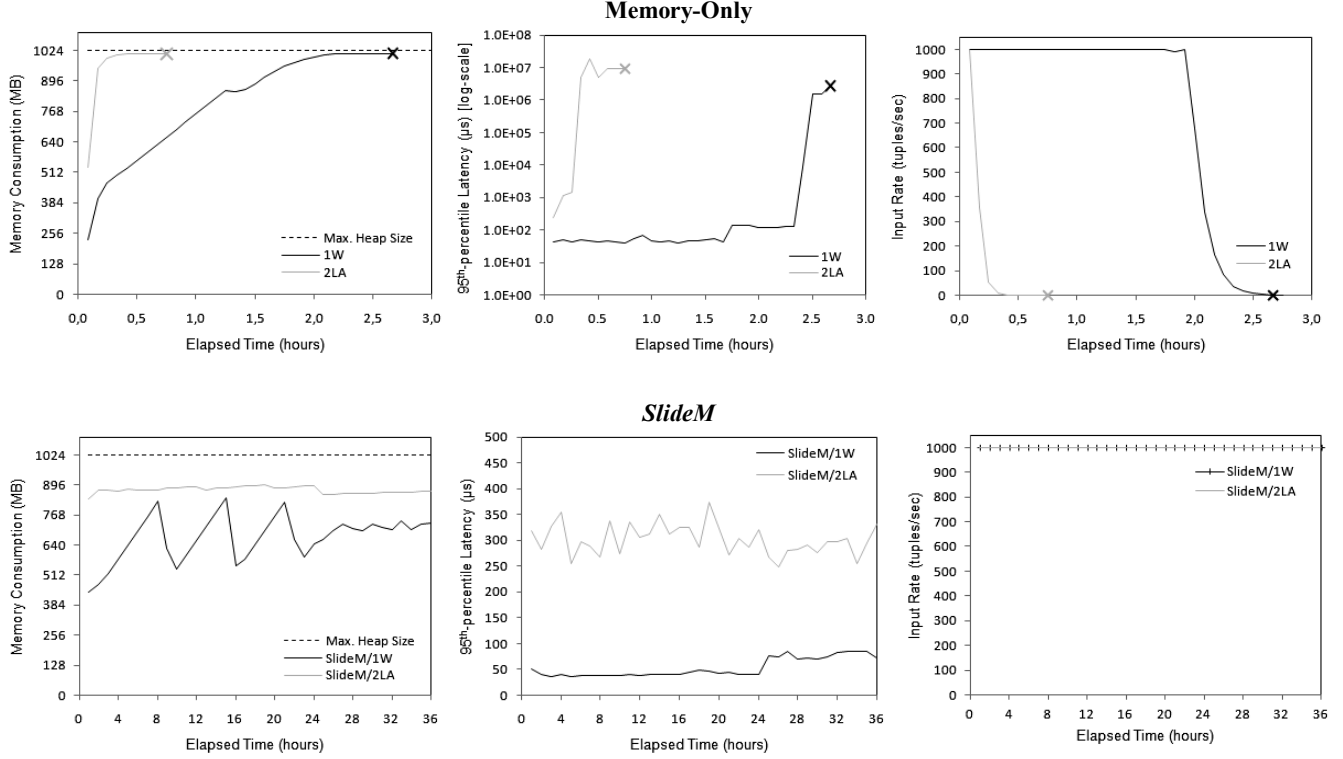 Memory-Only
Memory Consumption (MB)
1024
896
768
640
512
384
256
128
0
Max. Heap Size
1W
2LA
0,0 0,5 1,0 1,5 2,0 2,5 3,0
Elapsed Time (hours)
95th-percentile Latency (µs) [log-scale]
1.0E+08
1.0E+07
1.0E+06
1.0E+05
1.0E+04
1.0E+03
1.0E+02
1.0E+01
1.0E+00
1W
2LA
0.0 0.5 1.0 1.5 2.0 2.5 3.0
Elapsed Time (hours)
Input Rate (tuples/sec)
1000
900
800
700
600
500
400
300
200
100
0
1W
2LA
0,0 0,5 1,0 1,5 2,0 2,5 3,0
Elapsed Time (hours)
SlideM
Memory Consumption (MB)
1024
896
768
640
512
384
256
128
0
Max. Heap Size
SlideM/1W
SlideM/2LA
0 4 8 12 16 20 24 28 32 36
Elapsed Time (hours)
95th-percentile Latency (µs)
500
450
400
350
300
250
200
150
100
50
0
SlideM/1W
SlideM/2LA
0 4 8 12 16 20 24 28 32 36
Elapsed Time (hours)
Input Rate (tuples/sec)
1000
900
800
700
600
500
400
300
200
100
0
SlideM/1W
SlideM/2LA
0 4 8 12 16 20 24 28 32 36
Elapsed Time (hours)